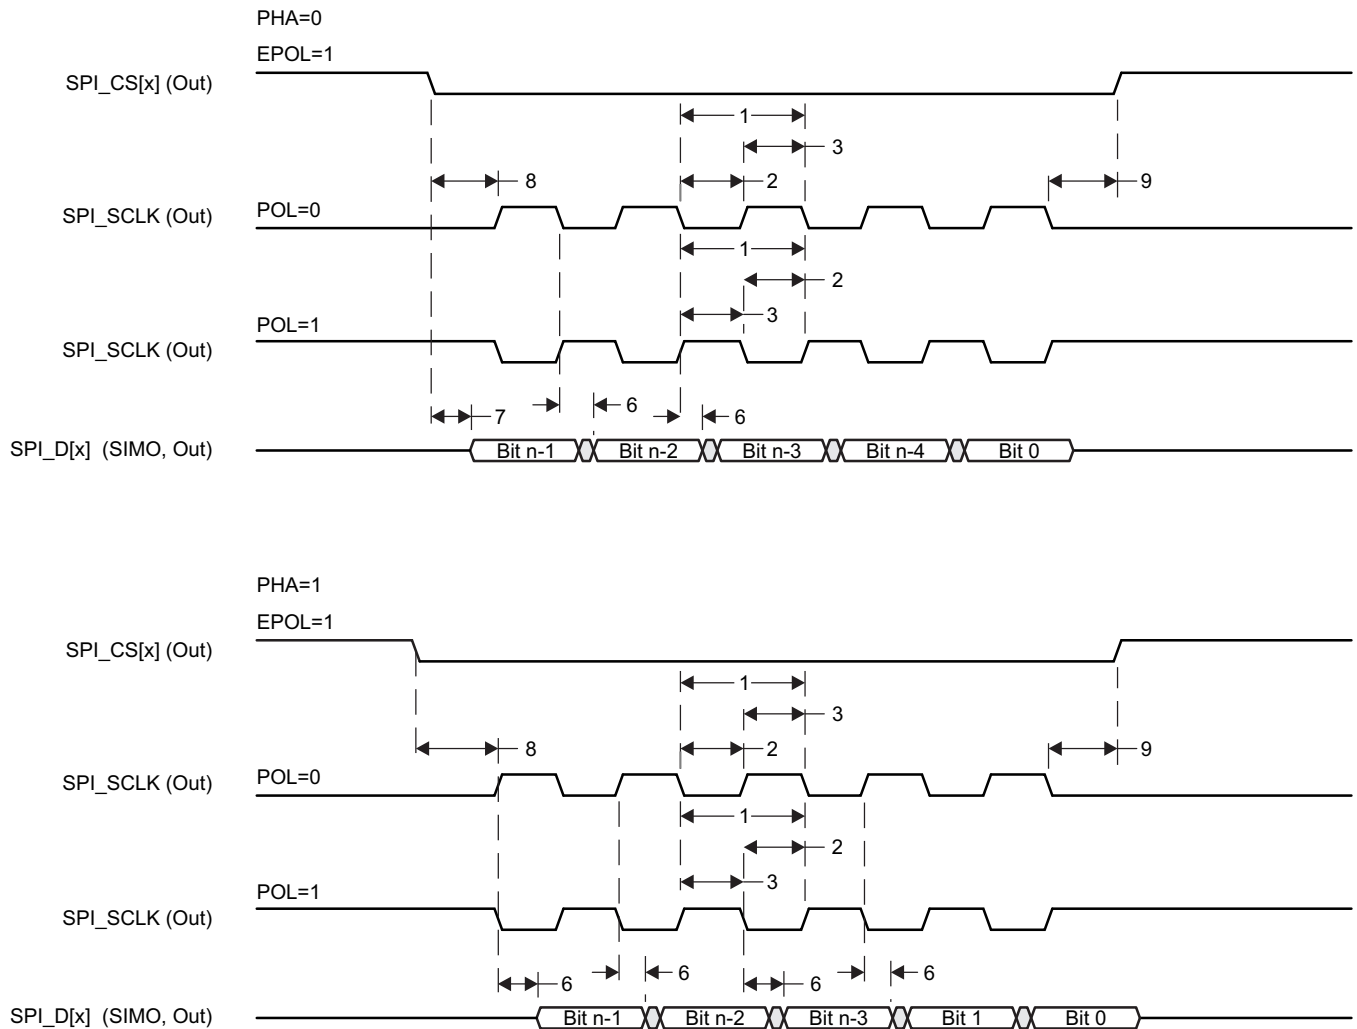 PHA=0
EPOL=1
SPI_CS[x] (Out)
1
3
8
2
9
POL=0
SPI_SCLK (Out)
1
2
POL=1
3
SPI_SCLK (Out)
7
6
6
SPI_D[x] (SIMO, Out)
Bit n-1
Bit n-2
Bit n-3
Bit n-4
Bit 0
PHA=1
EPOL=1
SPI_CS[x] (Out)
1
3
8
2
9
POL=0
SPI_SCLK (Out)
1
2
3
POL=1
SPI_SCLK (Out)
6
6
6
6
SPI_D[x] (SIMO, Out)
Bit n-1
Bit n-2
Bit n-3
Bit 1
Bit 0